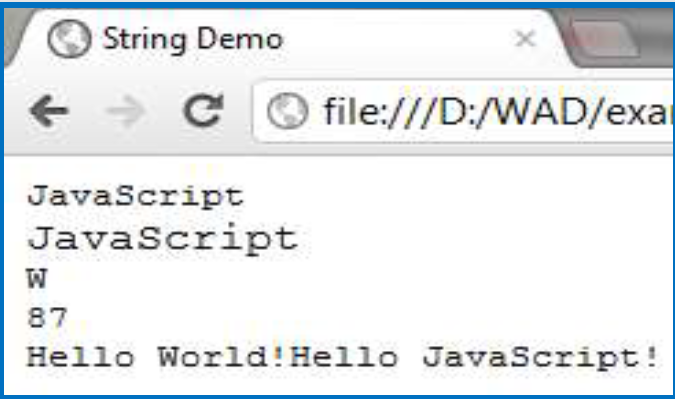 String Demo
file:///D:/WAD/exa
JavaScript
JavaScript
W
87
Hello World!Hello JavaScript!